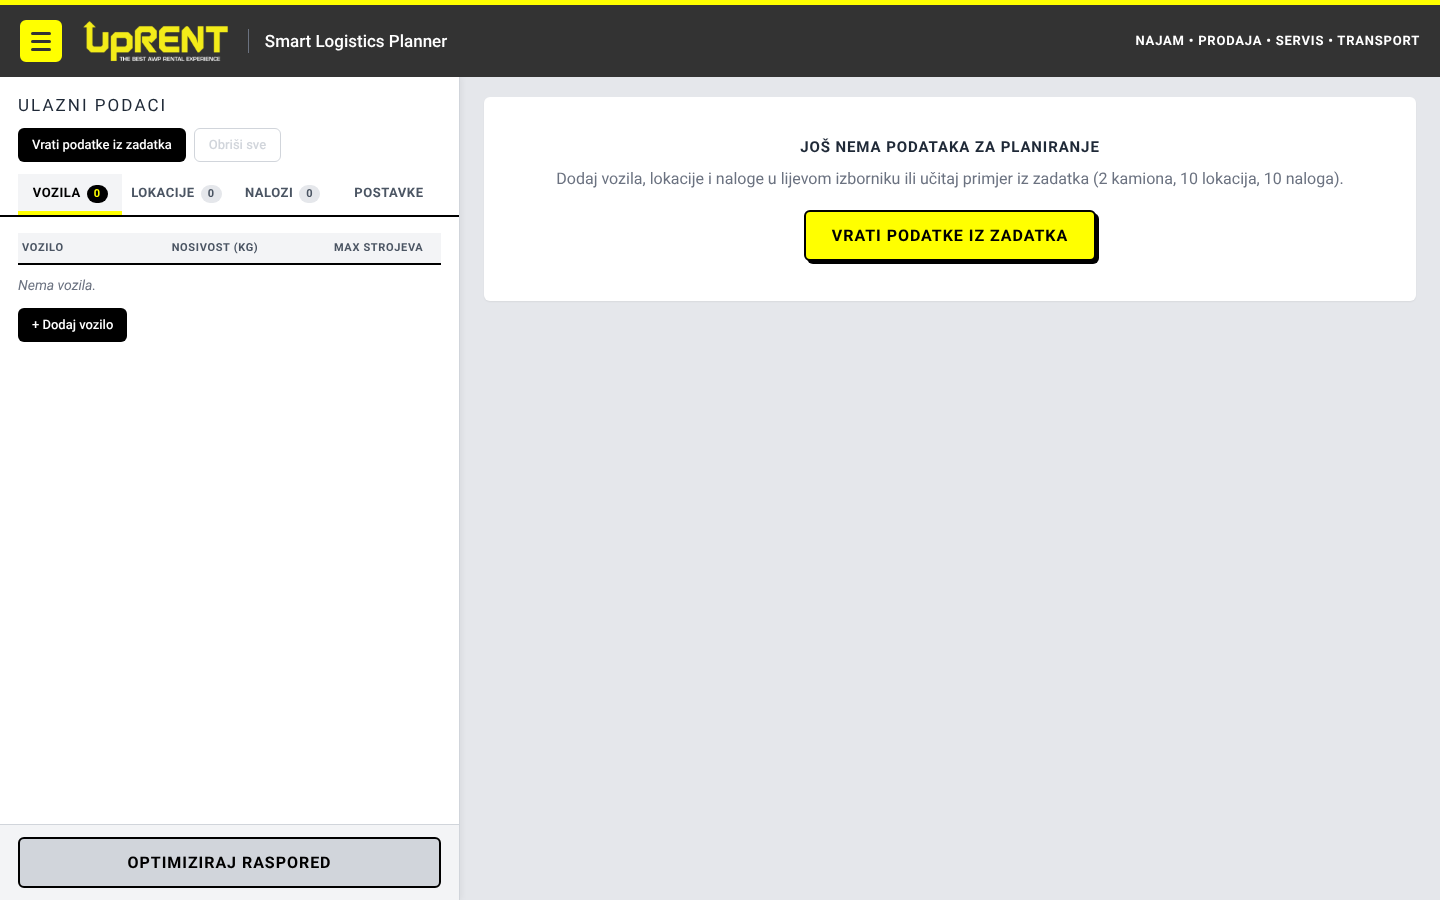 UpRENT
THE BEST AWP RENTAL EXPERIENCE
Smart Logistics Planner
NAJAM • PRODAJA • SERVIS • TRANSPORT
ULAZNI PODACI
Vrati podatke iz zadatka
Obriši sve
VOZILA 0
LOKACIJE 0
NALOZI 0
POSTAVKE
VOZILO
NOSIVOST (KG)
MAX STROJEVA
Nema vozila.
+ Dodaj vozilo
OPTIMIZIRAJ RASPORED
JOŠ NEMA PODATAKA ZA PLANIRANJE
Dodaj vozila, lokacije i naloge u lijevom izborniku ili učitaj primjer iz zadatka (2 kamiona, 10 lokacija, 10 naloga).
VRATI PODATKE IZ ZADATKA